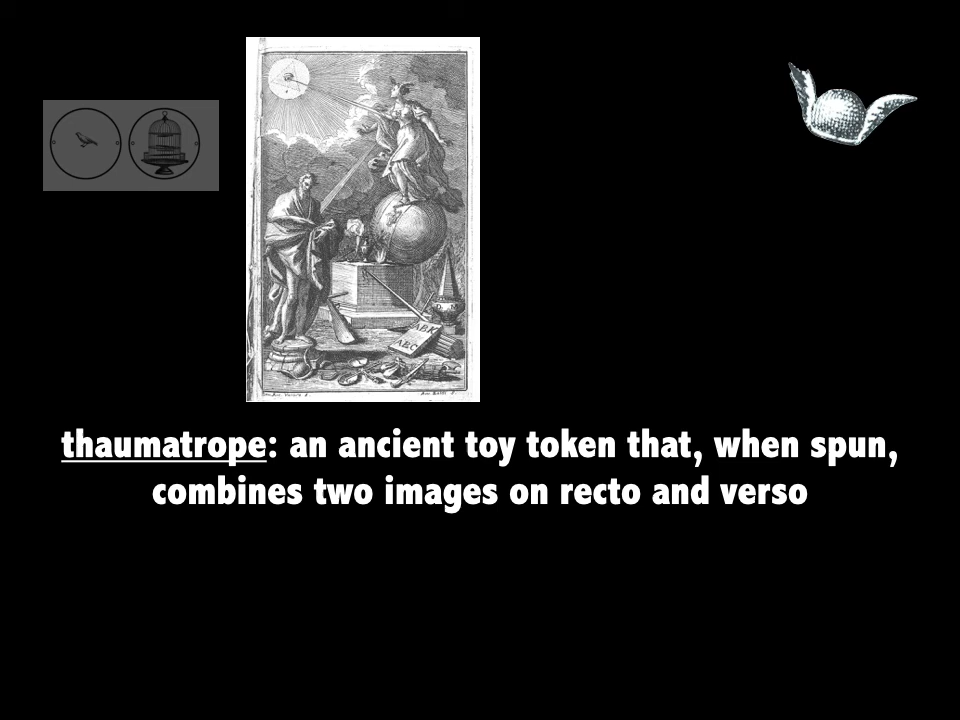 A.B.K
A.B.C
thaumatrope: an ancient toy token that, when spun,
combines two images on recto and verso